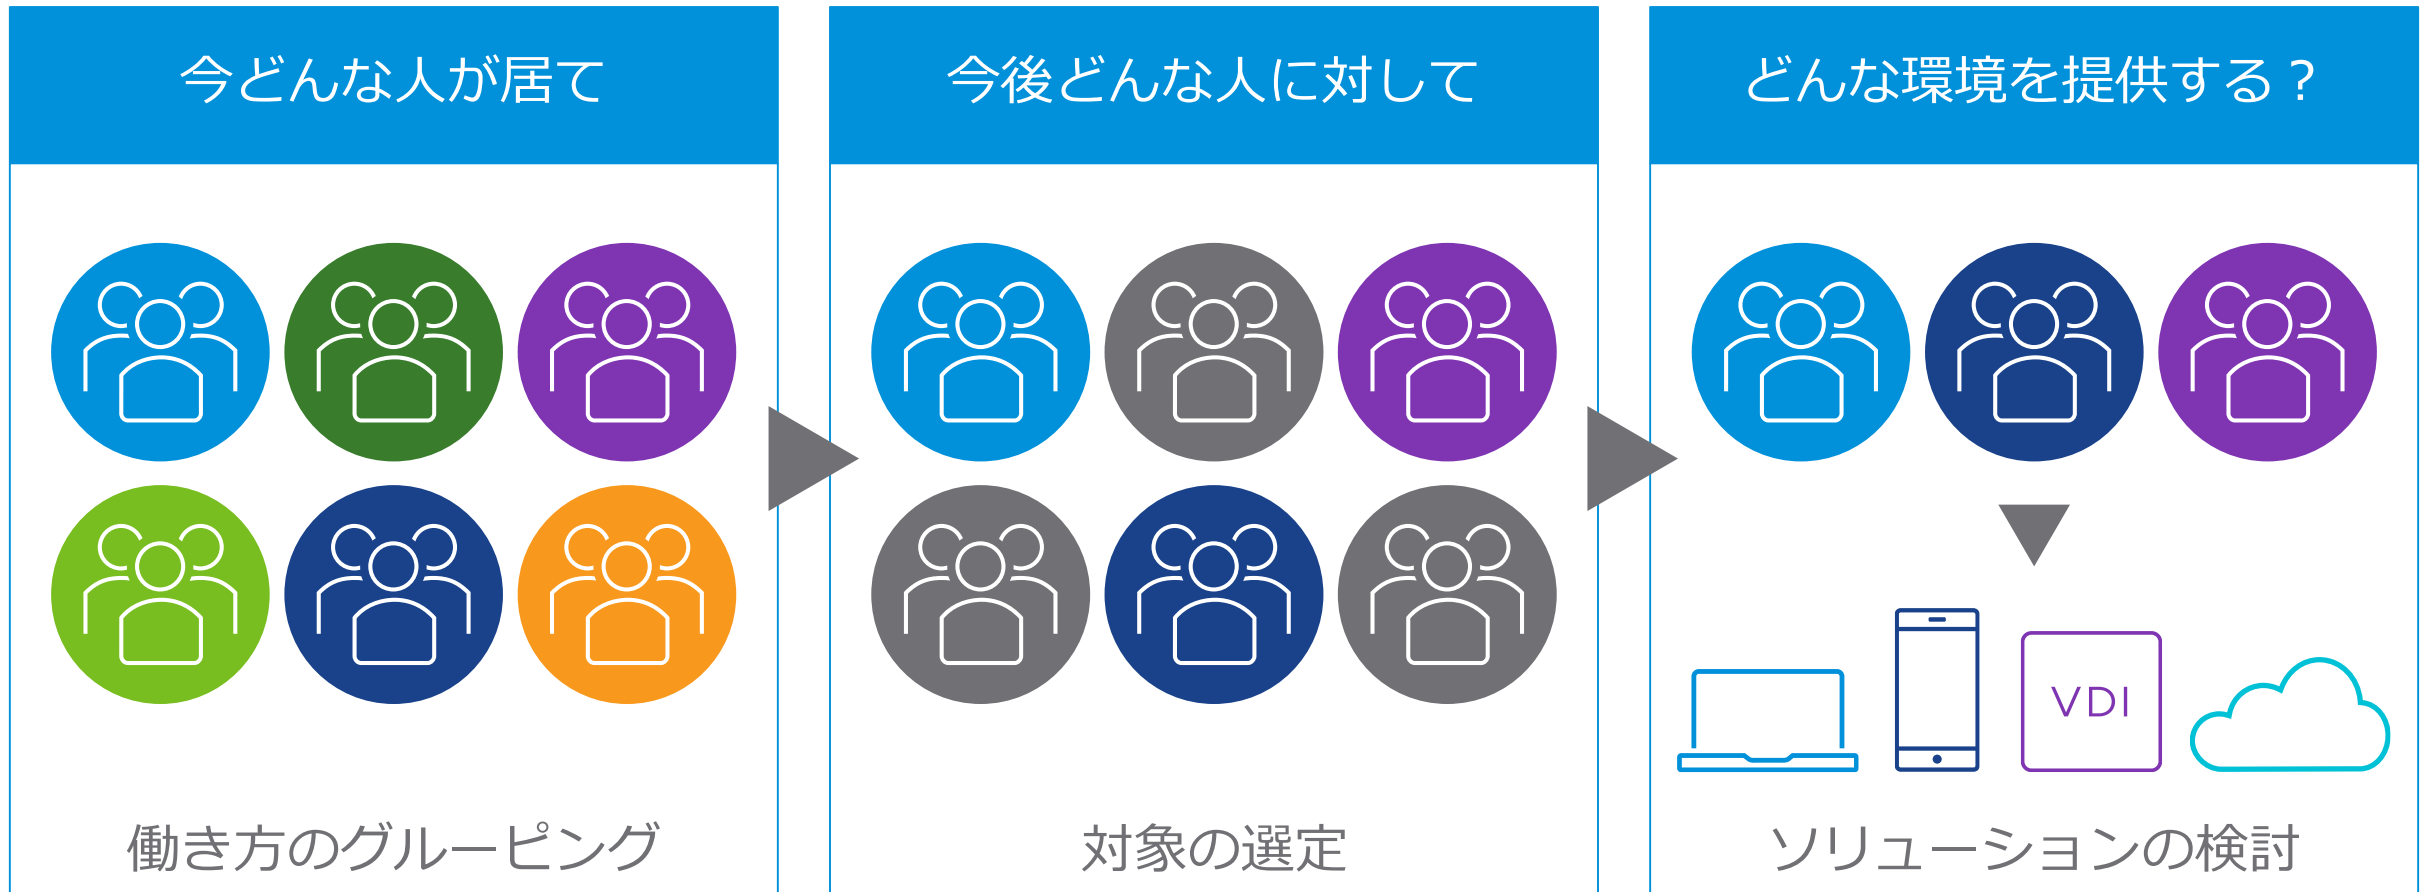 今どんな人が居て
今後どんな人に対して
どんな環境を提供する？
VDI
働き方のグルーピング
対象の選定
ソリューションの検討